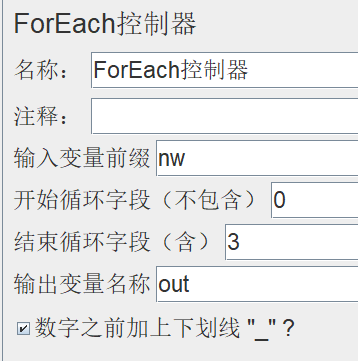 ForEach控制器
名称： ForEach控制器
注释：
输入变量前缀 nw
开始循环字段（不包含） 0
结束循环字段（含） 3
输出变量名称 out
数字之前加上下划线 "_" ?